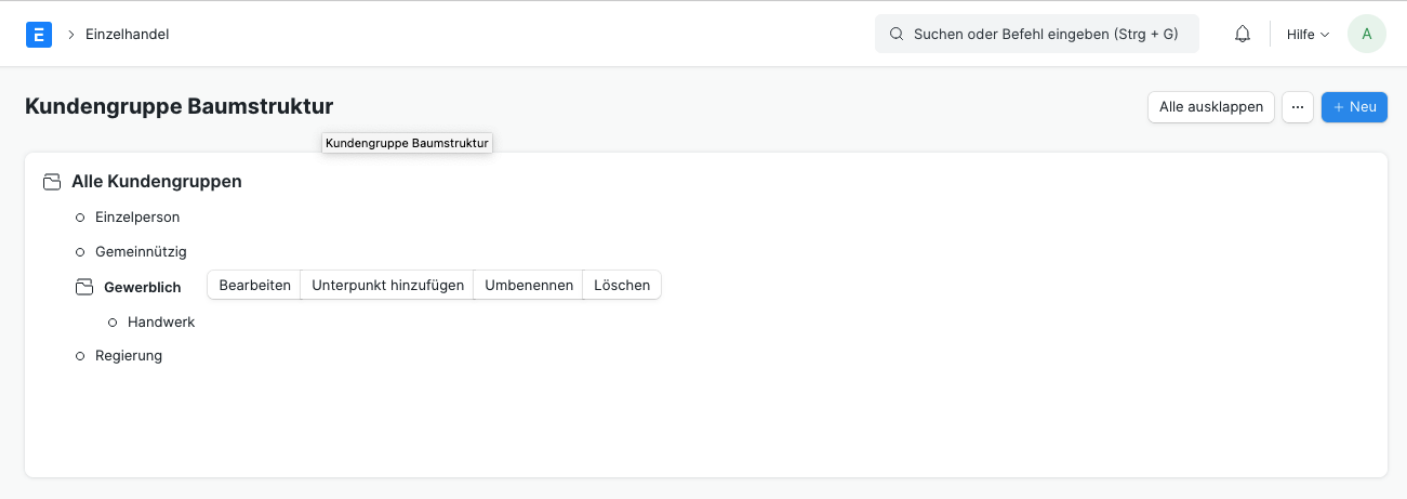 E > Einzelhandel Suchen oder Befehl eingeben (Strg + G) Hilfe A
Kundengruppe Baumstruktur Alle ausklappen ... + Neu
Kundengruppe Baumstruktur
Alle Kundengruppen
Einzelperson
Gemeinnützig
Gewerblich Bearbeiten Unterpunkt hinzufügen Umbenennen Löschen
Handwerk
Regierung